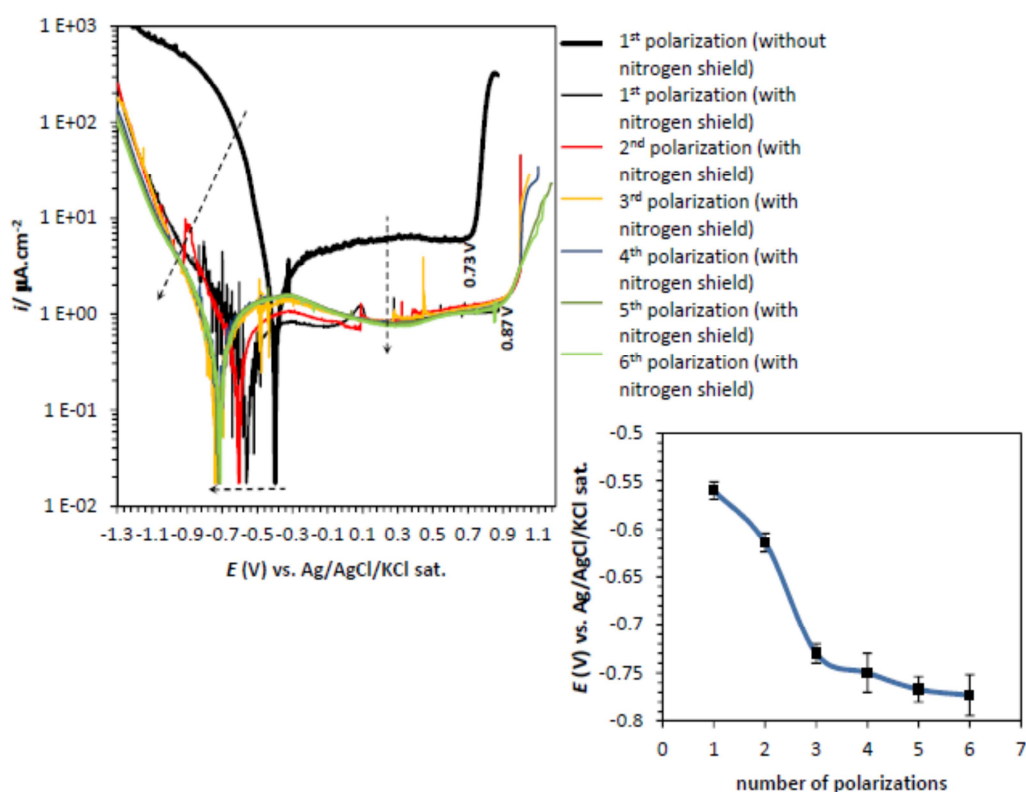 1 E+03
1 E+02
1 E+01
1 E+00
1 E-01
1 E-02
i/ µA.cm-2
-1.3 -1.1 -0.9 -0.7 -0.5 -0.3 -0.1 0.1 0.3 0.5 0.7 0.9 1.1
E (V) vs. Ag/AgCl/KCl sat.
0.73 V
0.87 V
1st polarization (without
nitrogen shield)
1st polarization (with
nitrogen shield)
2nd polarization (with
nitrogen shield)
3rd polarization (with
nitrogen shield)
4th polarization (with
nitrogen shield)
5th polarization (with
nitrogen shield)
6th polarization (with
nitrogen shield)
-0.5
-0.55
-0.6
-0.65
-0.7
-0.75
-0.8
E (V) vs. Ag/AgCl/KCl sat.
0 1 2 3 4 5 6 7
number of polarizations